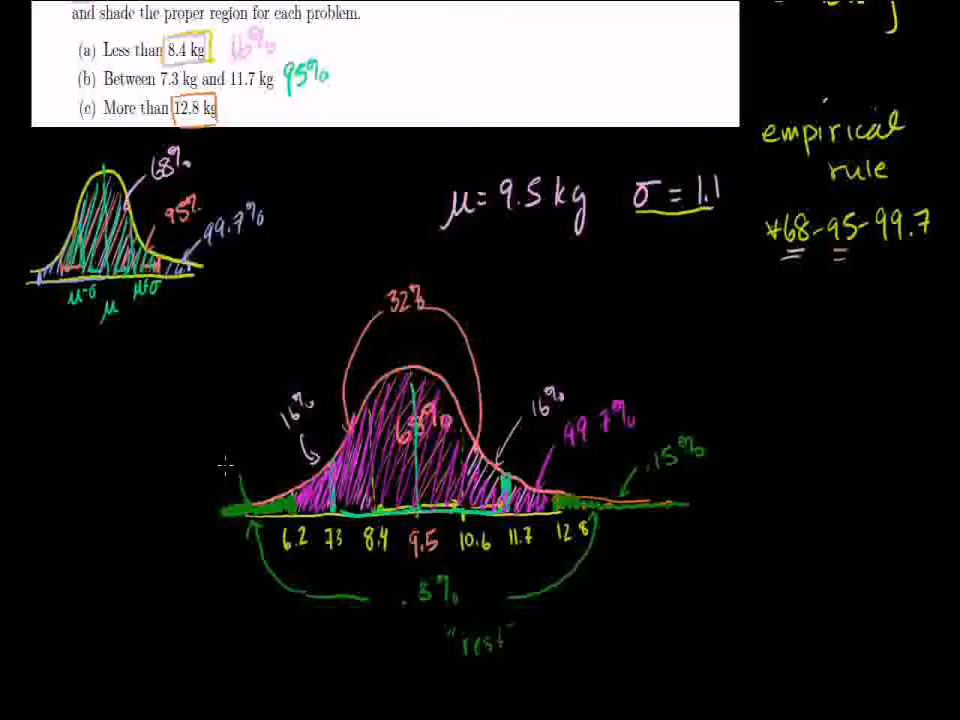 and shade the proper region for each problem.
(a) Less than 8.4 kg 16%
(b) Between 7.3 kg and 11.7 kg 95%
(c) More than 12.8 kg
empirical
rule
*68-95-99.7
μ=9.5 kg σ = 1.1
68%
95%
99.7%
μ-σ μ+σ
μ
32%
16%
16%
68%
99.7%
.15%
6.2 7.3 8.4 9.5 10.6 11.7 12.8
.3%
"rest"